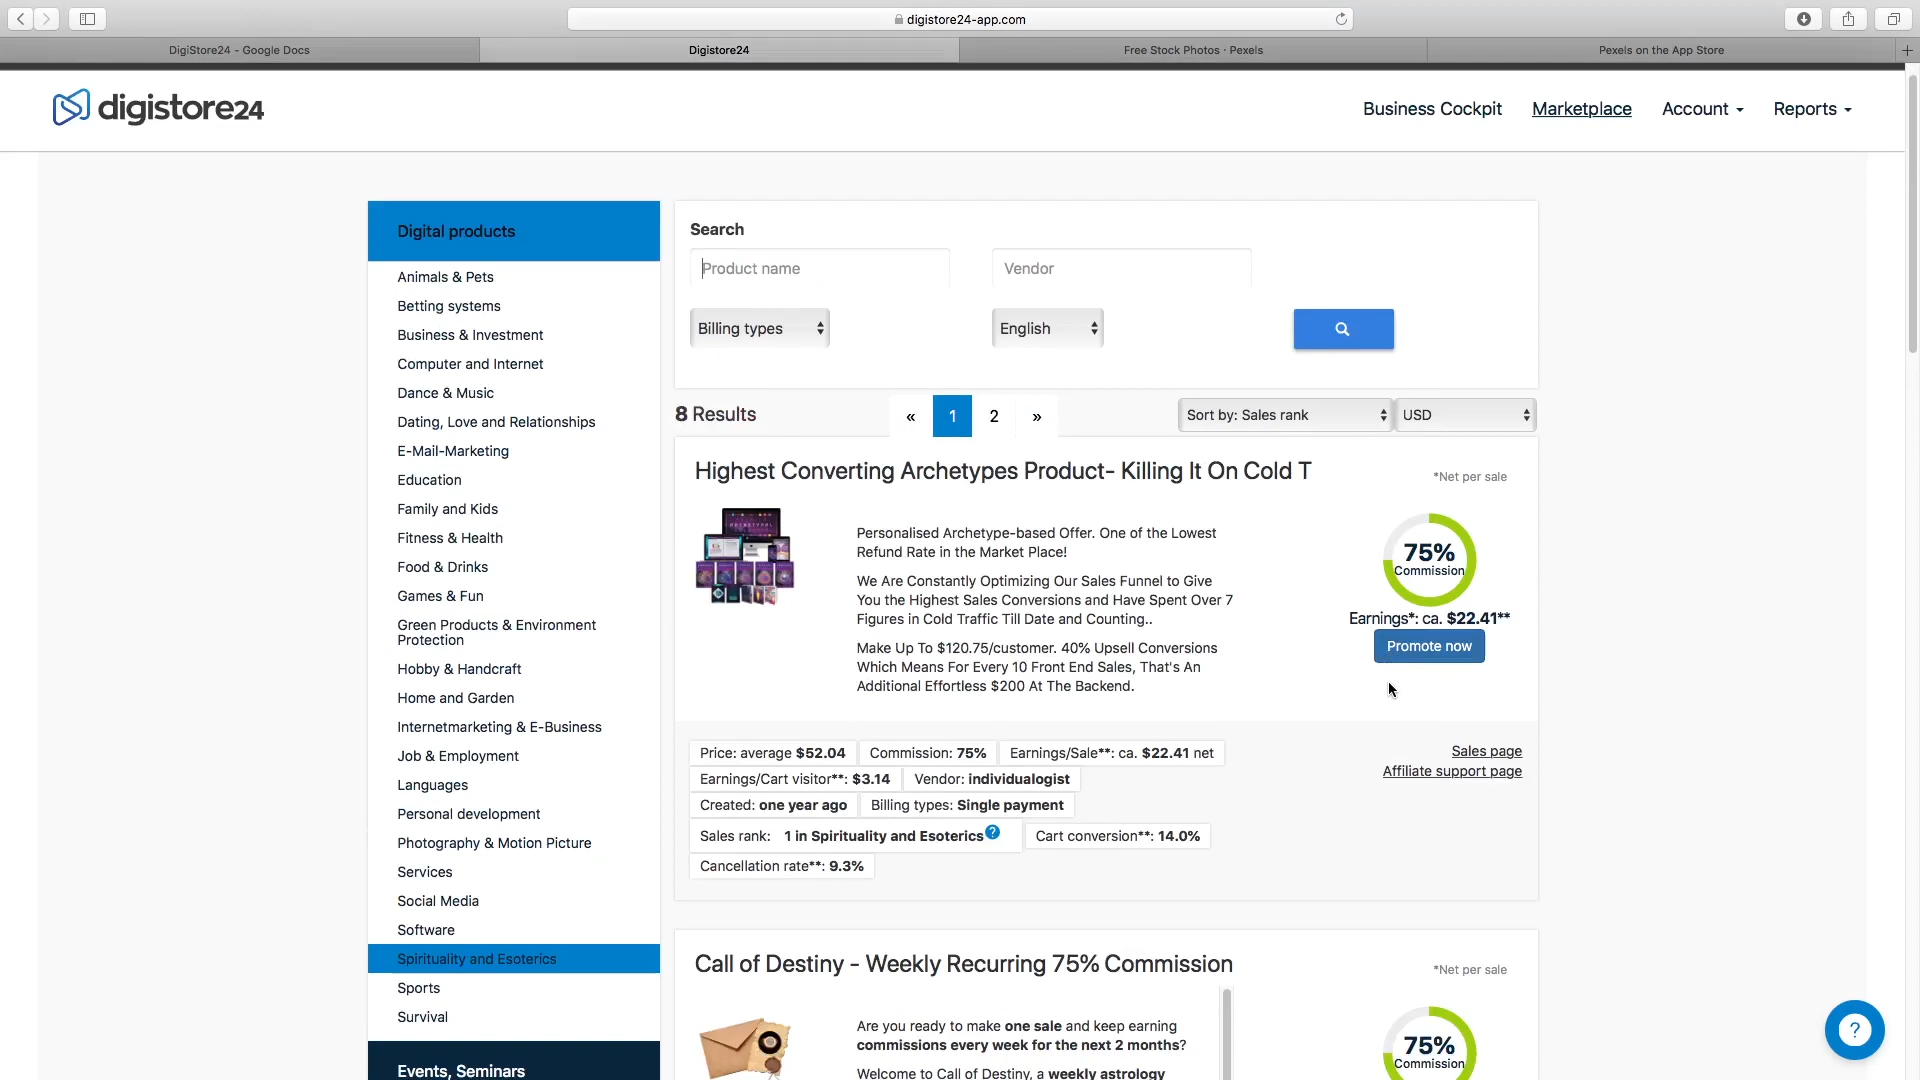 digistore24-app.com
DigiStore24 - Google Docs
Digistore24
Free Stock Photos · Pexels
Pexels on the App Store
digistore24
Business Cockpit
Marketplace
Account
Reports
Digital products
Animals & Pets
Betting systems
Business & Investment
Computer and Internet
Dance & Music
Dating, Love and Relationships
E-Mail-Marketing
Education
Family and Kids
Fitness & Health
Food & Drinks
Games & Fun
Green Products & Environment
Protection
Hobby & Handcraft
Home and Garden
Internetmarketing & E-Business
Job & Employment
Languages
Personal development
Photography & Motion Picture
Services
Social Media
Software
Spirituality and Esoterics
Sports
Survival
Events, Seminars
Search
Product name
Vendor
Billing types
English
8 Results
« 1 2 »
Sort by: Sales rank
USD
Highest Converting Archetypes Product- Killing It On Cold T
*Net per sale
Personalised Archetype-based Offer. One of the Lowest
Refund Rate in the Market Place!
We Are Constantly Optimizing Our Sales Funnel to Give
You the Highest Sales Conversions and Have Spent Over 7
Figures in Cold Traffic Till Date and Counting..
Make Up To $120.75/customer. 40% Upsell Conversions
Which Means For Every 10 Front End Sales, That's An
Additional Effortless $200 At The Backend.
75%
Commission
Earnings*: ca. $22.41**
Promote now
Price: average $52.04
Commission: 75%
Earnings/Sale**: ca. $22.41 net
Earnings/Cart visitor**: $3.14
Vendor: individualogist
Created: one year ago
Billing types: Single payment
Sales rank: 1 in Spirituality and Esoterics ?
Cart conversion**: 14.0%
Cancellation rate**: 9.3%
Sales page
Affiliate support page
Call of Destiny - Weekly Recurring 75% Commission
*Net per sale
Are you ready to make one sale and keep earning
commissions every week for the next 2 months?
Welcome to Call of Destiny, a weekly astrology
75%
Commission
?